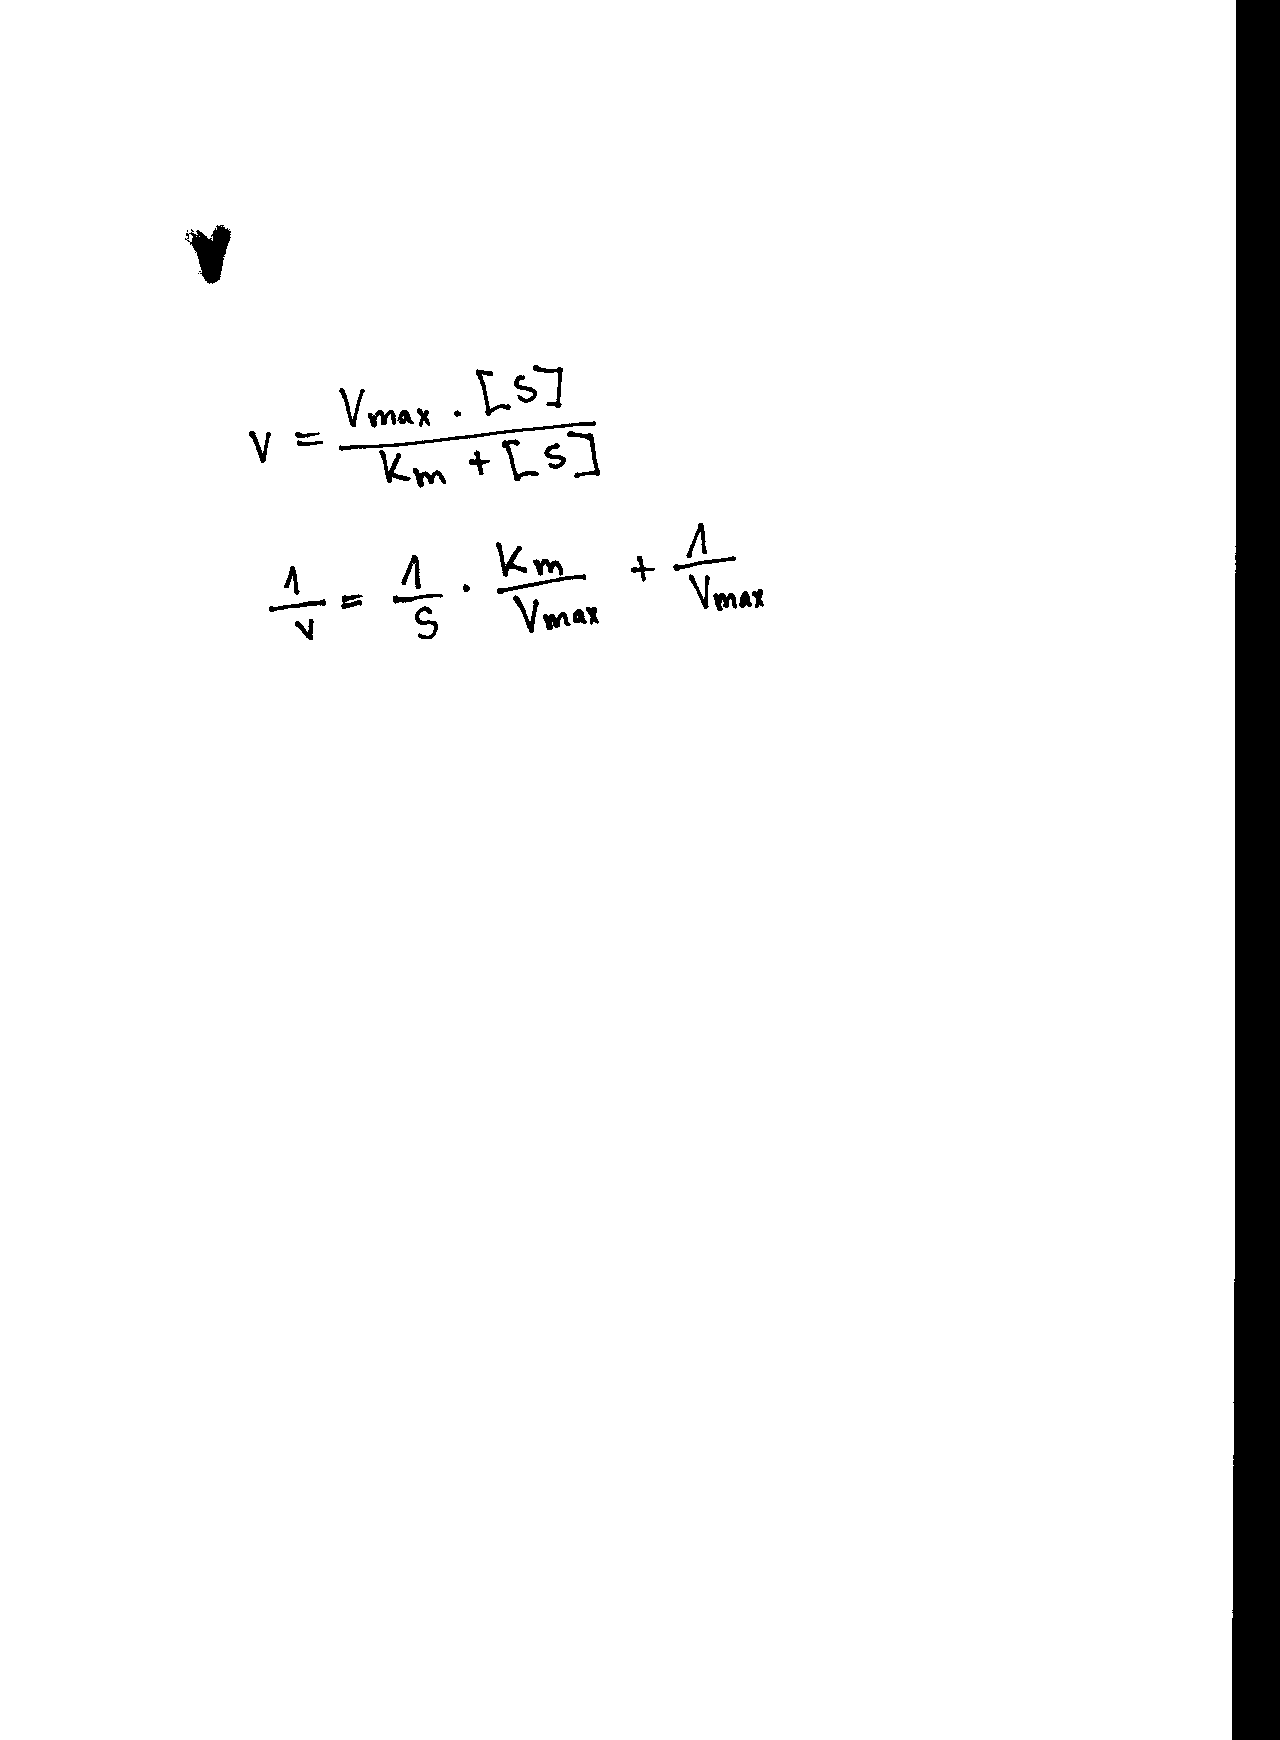 v = Vmax · [S] / Km + [S]
1/v = 1/S · Km/Vmax + 1/Vmax